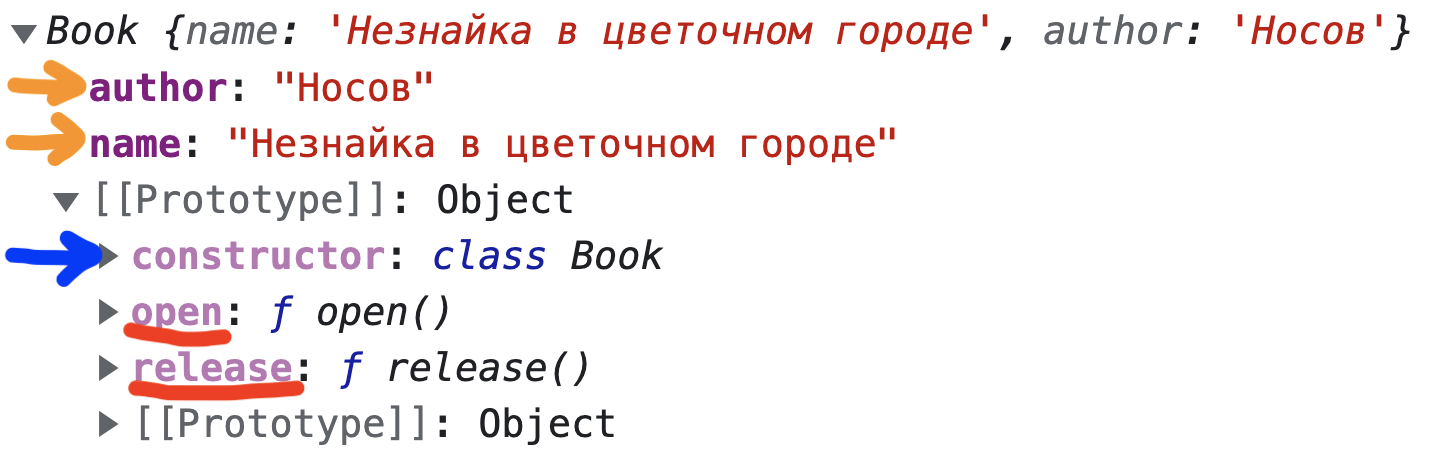 Book {name: 'Незнайка в цветочном городе', author: 'Носов'}
author: "Носов"
name: "Незнайка в цветочном городе"
[[Prototype]]: Object
constructor: class Book
open: ƒ open()
release: ƒ release()
[[Prototype]]: Object